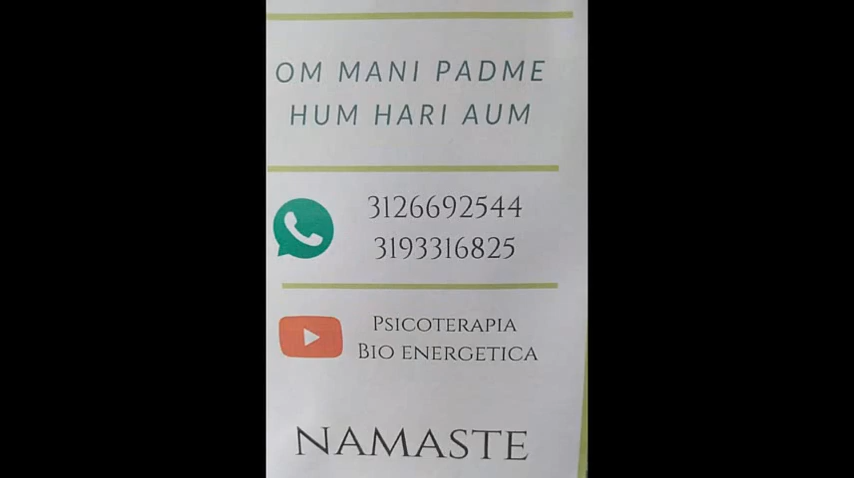 OM MANI PADME
HUM HARI AUM
3126692544
3193316825
PSICOTERAPIA
BIO ENERGETICA
NAMASTE